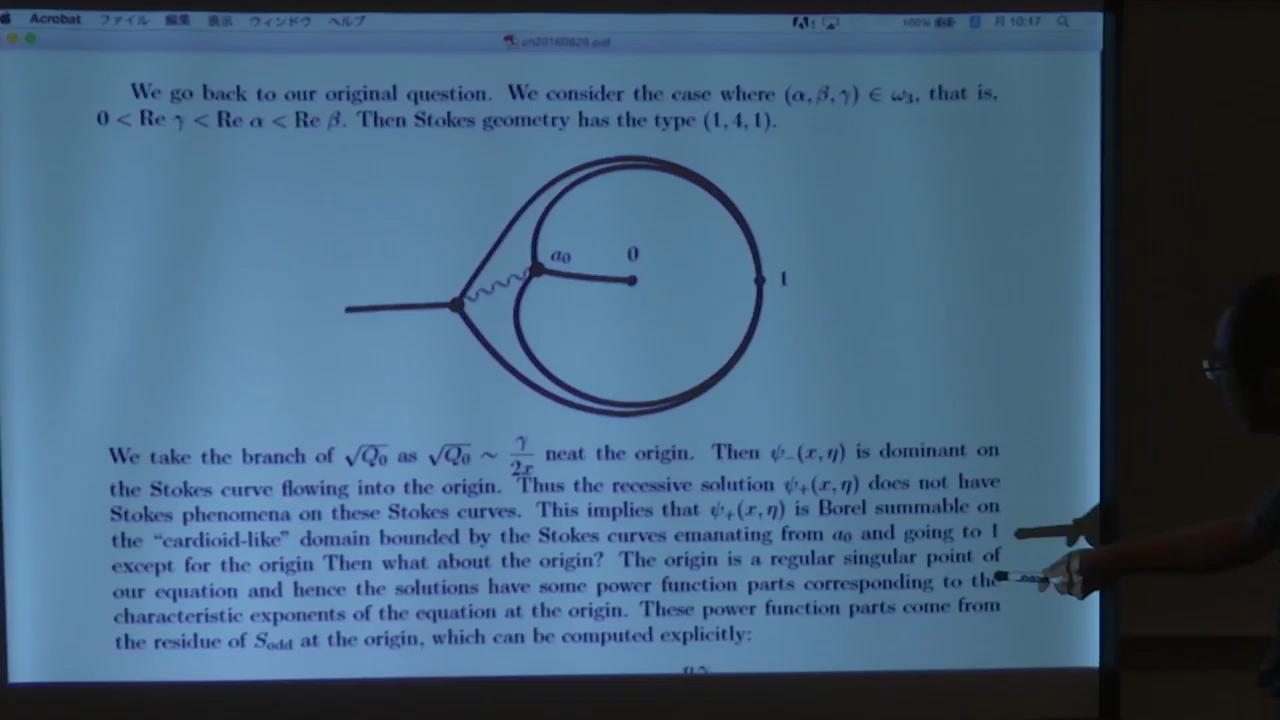 Acrobat ファイル 編集 表示 ウィンドウ ヘルプ 100% 月 10:17
cn20160829.pdf
We go back to our original question. We consider the case where (α, β, γ) ∈ ω₃, that is,
0 < Re γ < Re α < Re β. Then Stokes geometry has the type (1, 4, 1).
a₀ 0
1
We take the branch of √Q₀ as √Q₀ ~ γ/2x neat the origin. Then ψ₋(x, η) is dominant on
the Stokes curve flowing into the origin. Thus the recessive solution ψ₊(x, η) does not have
Stokes phenomena on these Stokes curves. This implies that ψ₊(x, η) is Borel summable on
the “cardioid-like” domain bounded by the Stokes curves emanating from a₀ and going to 1
except for the origin Then what about the origin? The origin is a regular singular point of
our equation and hence the solutions have some power function parts corresponding to the
characteristic exponents of the equation at the origin. These power function parts come from
the residue of S_odd at the origin, which can be computed explicitly: